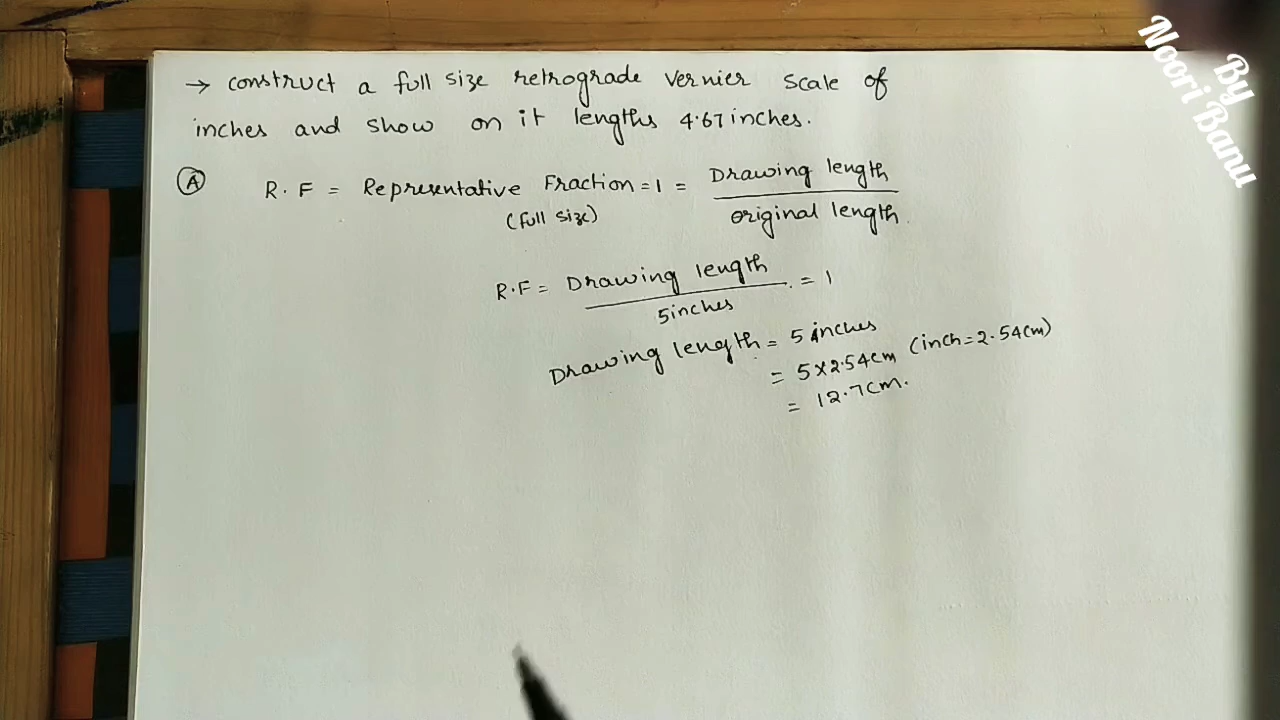 → construct a full size retrograde vernier scale of
inches and show on it lengths 4.67 inches.
A R.F = Representative Fraction = 1 = Drawing length / original length
(full size)
R.F = Drawing length / 5inches = 1
Drawing length = 5 inches
= 5×2.54cm (inch=2.54cm)
= 12.7cm.
By
Noori Banu